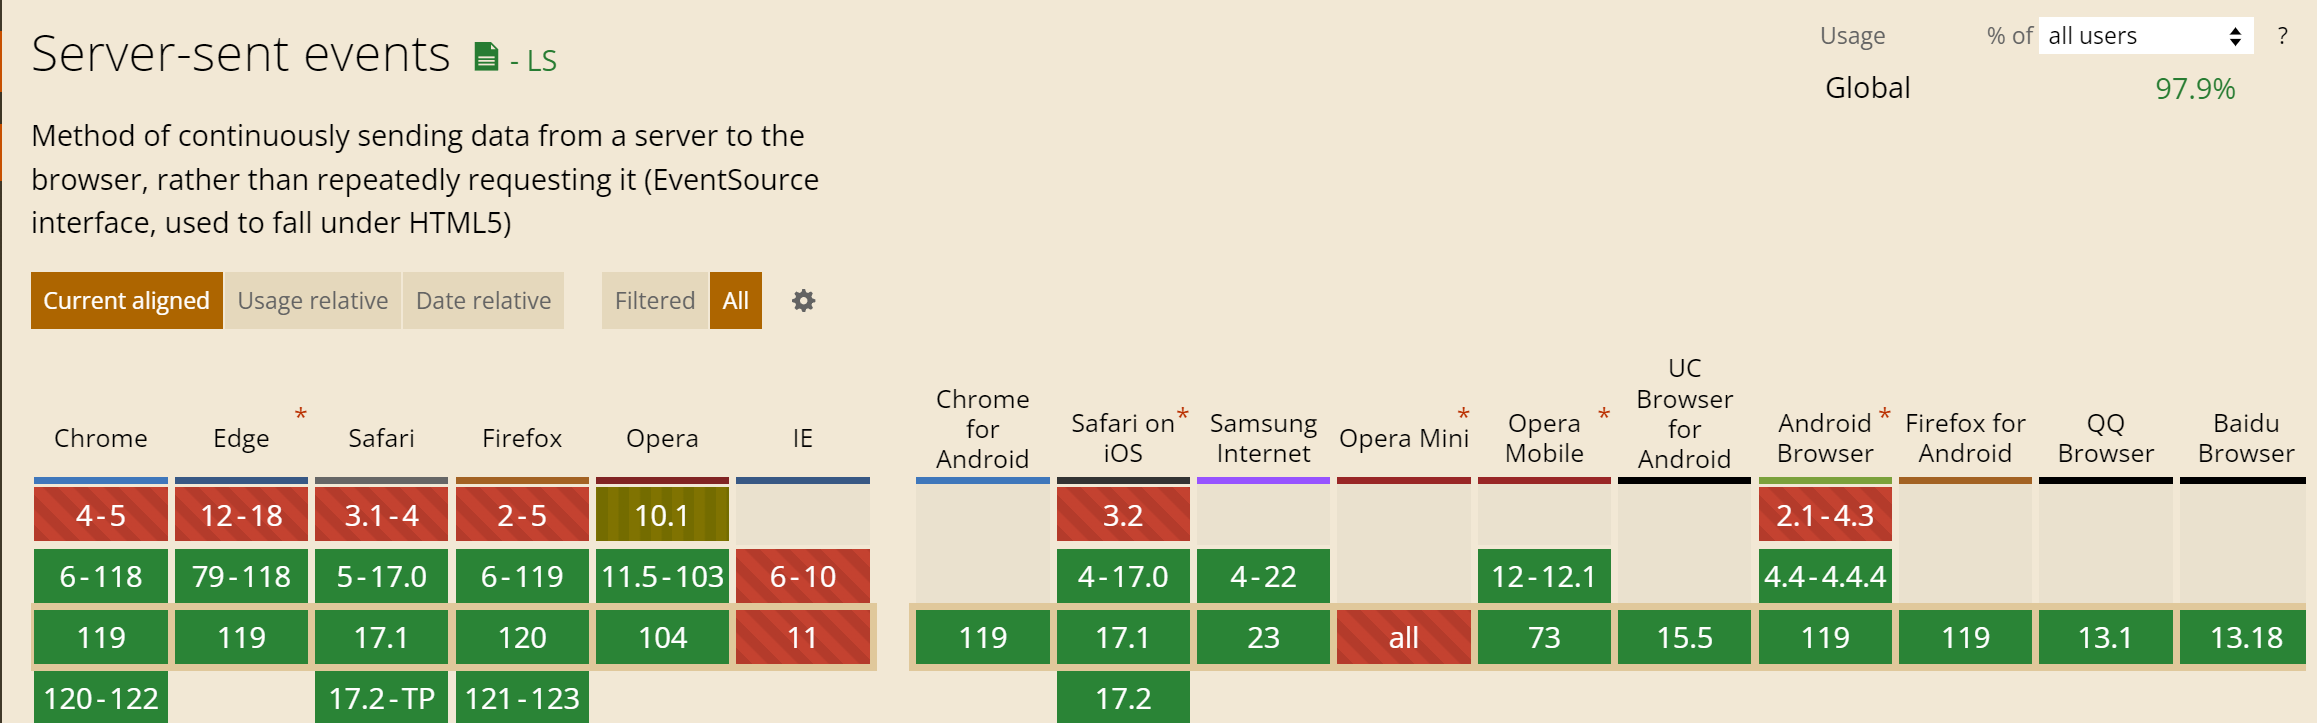 Server-sent events - LS
Usage % of all users ?
Global 97.9%
Method of continuously sending data from a server to the
browser, rather than repeatedly requesting it (EventSource
interface, used to fall under HTML5)
Current aligned Usage relative Date relative Filtered All
Chrome Edge * Safari Firefox Opera IE Chrome for Android Safari on iOS * Samsung Internet Opera Mini * Opera Mobile * UC Browser for Android Android Browser * Firefox for Android QQ Browser Baidu Browser
4-5 12-18 3.1-4 2-5 10.1 3.2 2.1-4.3
6-118 79-118 5-17.0 6-119 11.5-103 6-10 4-17.0 4-22 12-12.1 4.4-4.4.4
119 119 17.1 120 104 11 119 17.1 23 all 73 15.5 119 119 13.1 13.18
120-122 17.2-TP 121-123 17.2